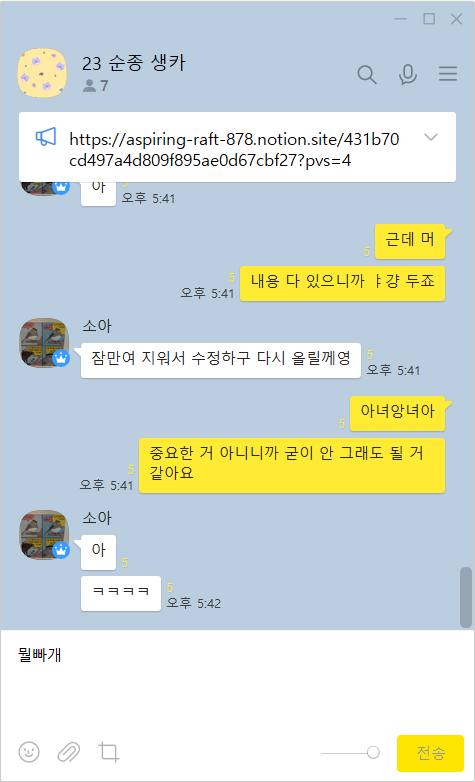 23 순종 생카
7
https://aspiring-raft-878.notion.site/431b70
cd497a4d809f895ae0d67cbf27?pvs=4
아
5
오후 5:41
근데 머
5
내용 다 있으니까 ㅑ걍 두죠
5
오후 5:41
소아
잠만여 지워서 수정하구 다시 올릴께영
5
오후 5:41
아녀앙녀아
5
중요한 거 아니니까 굳이 안 그래도 될 거
같아요
5
오후 5:41
소아
아
5
ㅋㅋㅋㅋ
5
오후 5:42
뭘빠개
전송